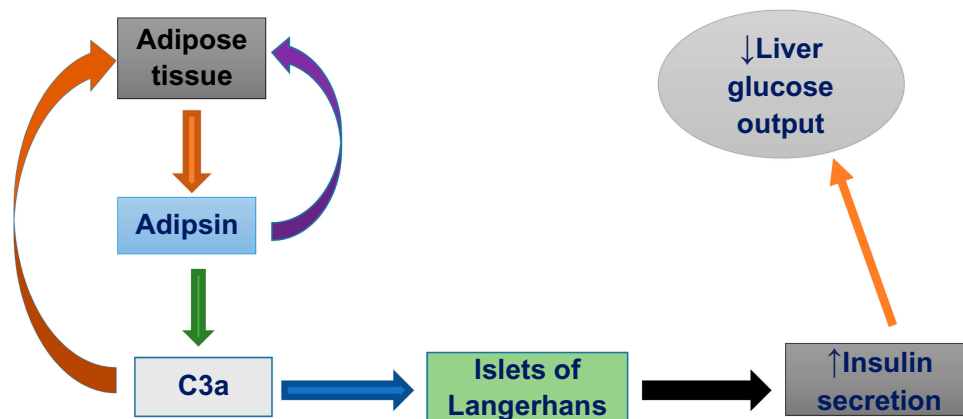 Adipose
tissue
↓Liver
glucose
output
Adipsin
C3a
Islets of
Langerhans
↑Insulin
secretion